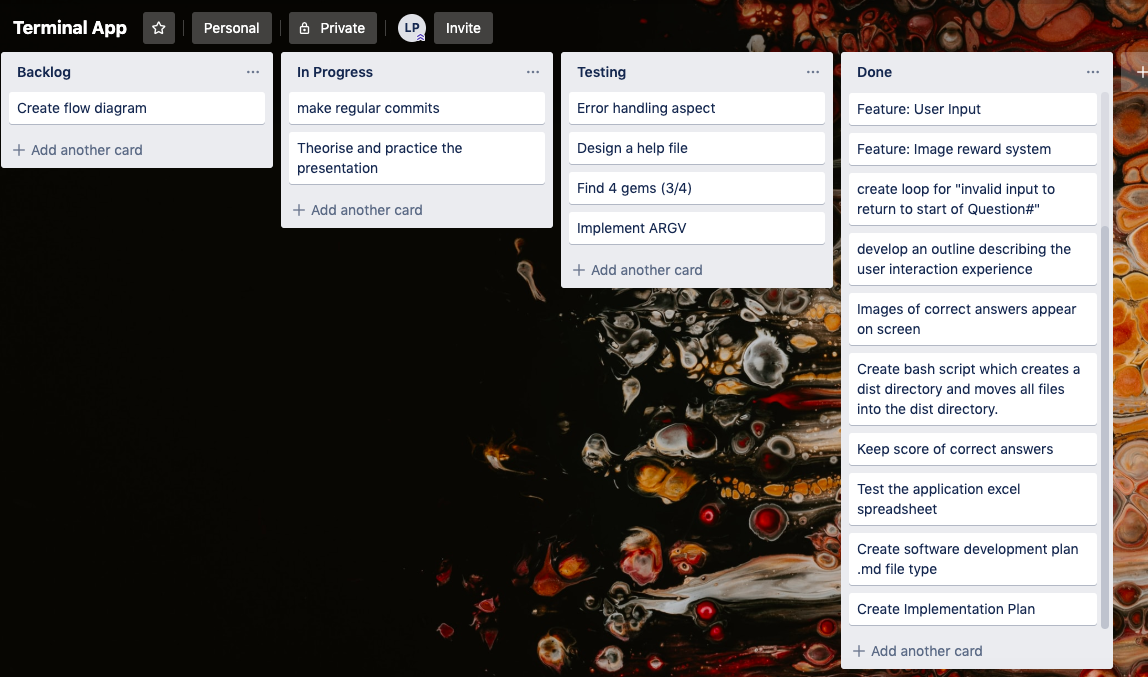 Terminal App
Personal
Private
LP
Invite
Backlog
Create flow diagram
Add another card
In Progress
make regular commits
Theorise and practice the
presentation
Add another card
Testing
Error handling aspect
Design a help file
Find 4 gems (3/4)
Implement ARGV
Add another card
Done
Feature: User Input
Feature: Image reward system
create loop for "invalid input to
return to start of Question#"
develop an outline describing the
user interaction experience
Images of correct answers appear
on screen
Create bash script which creates a
dist directory and moves all files
into the dist directory.
Keep score of correct answers
Test the application excel
spreadsheet
Create software development plan
.md file type
Create Implementation Plan
Add another card